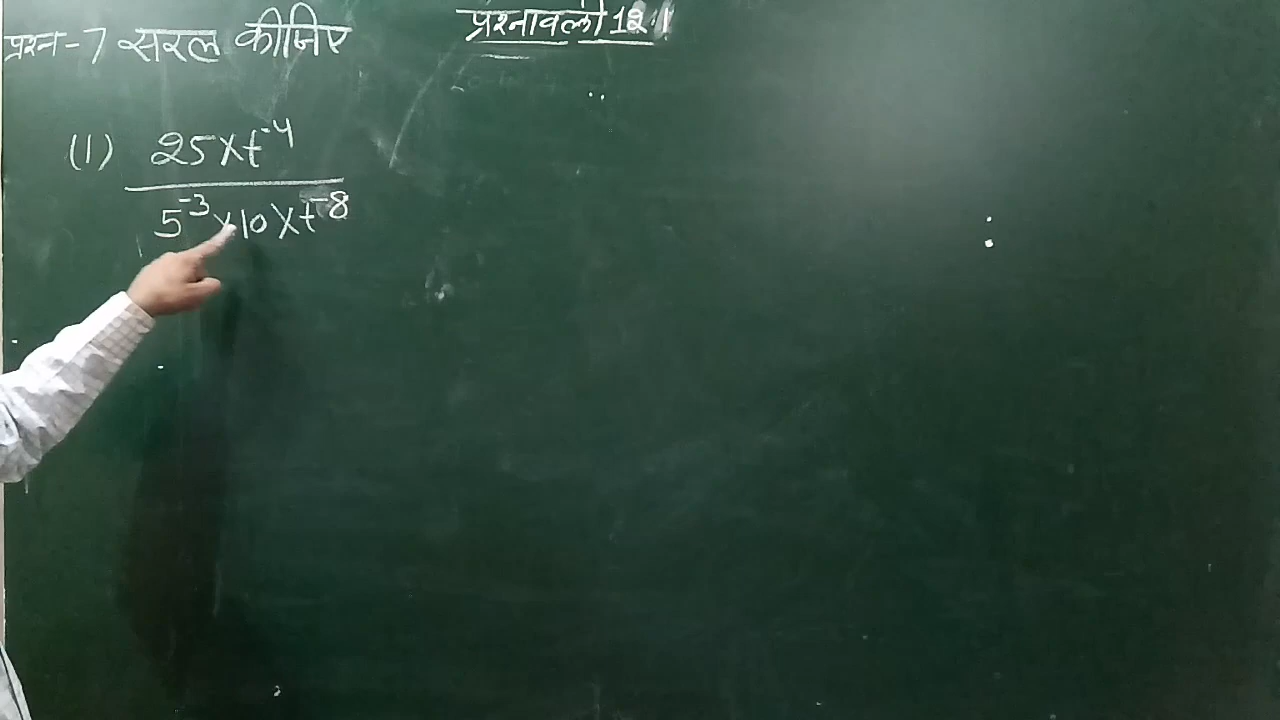 प्रश्नावली 12.1
प्रश्न-7 सरल कीजिए
(1) 25×t⁻⁴
5⁻³×10×t⁻⁸